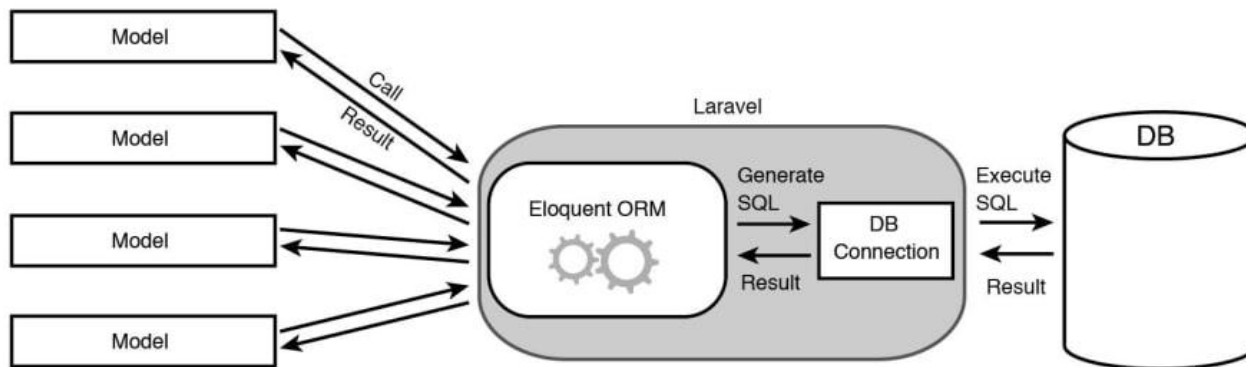 Model
Model
Model
Model
Call
Result
Laravel
Eloquent ORM
Generate
SQL
Result
DB
Connection
Execute
SQL
Result
DB